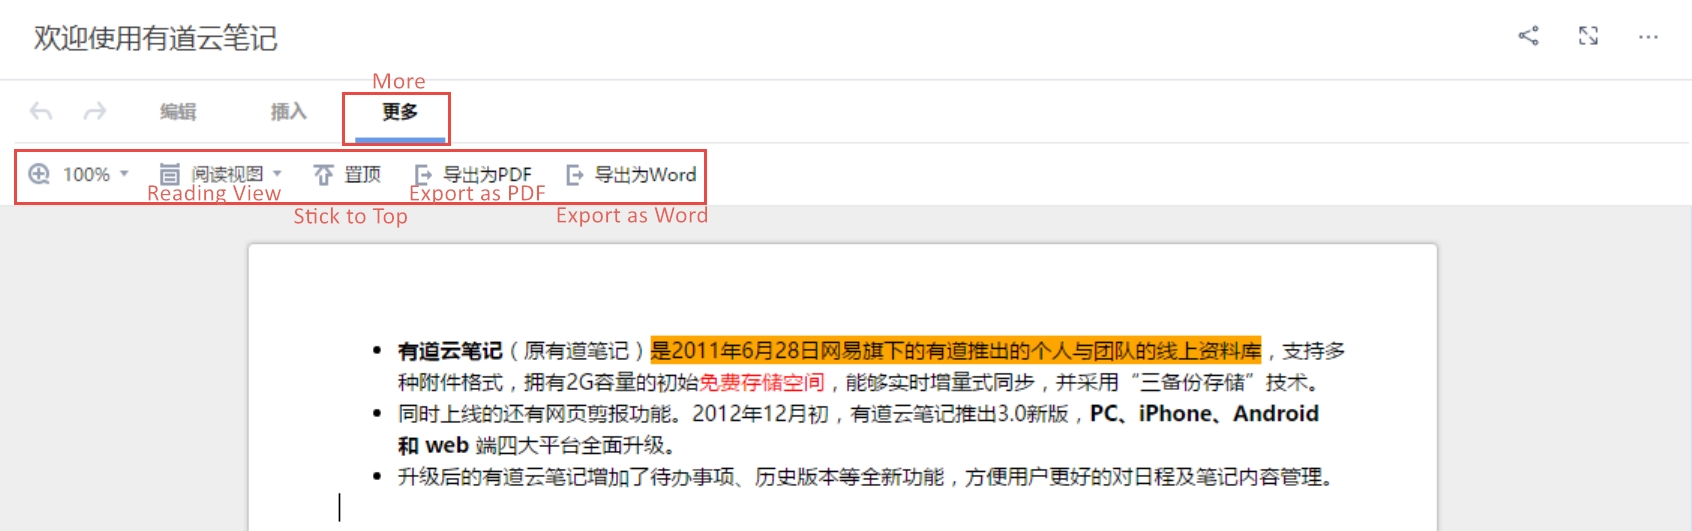 欢迎使用有道云笔记
More
编辑 插入 更多
100% 阅读视图 置顶 导出为PDF 导出为Word
Reading View Export as PDF
Stick to Top Export as Word
• 有道云笔记（原有道笔记）是2011年6月28日网易旗下的有道推出的个人与团队的线上资料库，支持多
种附件格式，拥有2G容量的初始免费存储空间，能够实时增量式同步，并采用“三备份存储”技术。
• 同时上线的还有网页剪报功能。2012年12月初，有道云笔记推出3.0新版，PC、iPhone、Android
和 web 端四大平台全面升级。
• 升级后的有道云笔记增加了待办事项、历史版本等全新功能，方便用户更好的对日程及笔记内容管理。